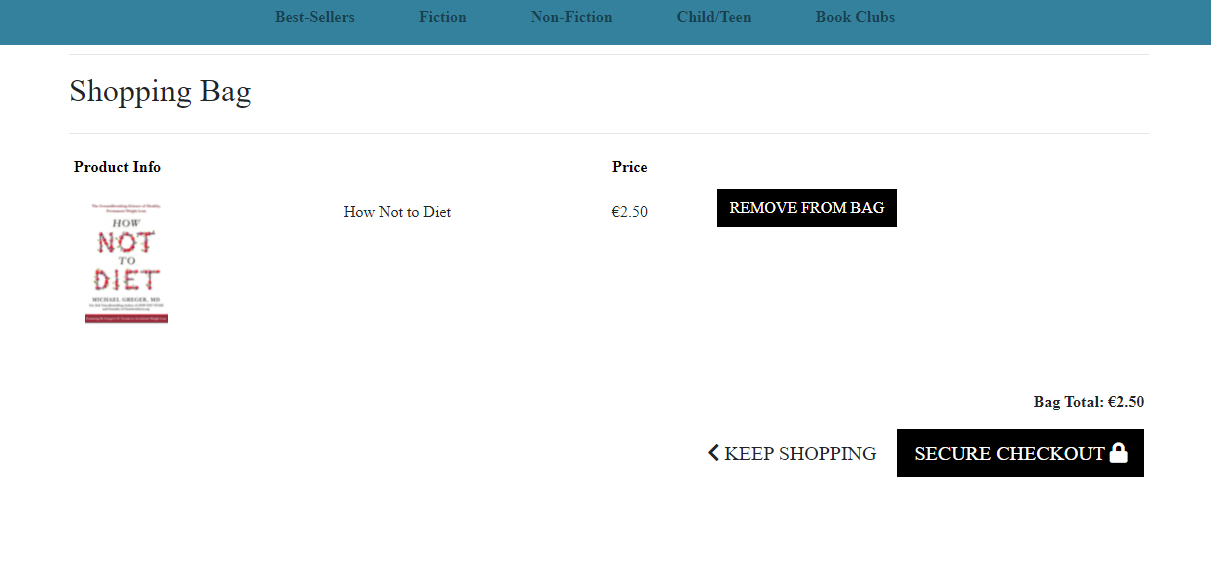 Best-Sellers Fiction Non-Fiction Child/Teen Book Clubs
Shopping Bag
Product Info Price
HOW
NOT
TO
DIET
MICHAEL GREGER, MD
How Not to Diet €2.50 REMOVE FROM BAG
Bag Total: €2.50
KEEP SHOPPING SECURE CHECKOUT